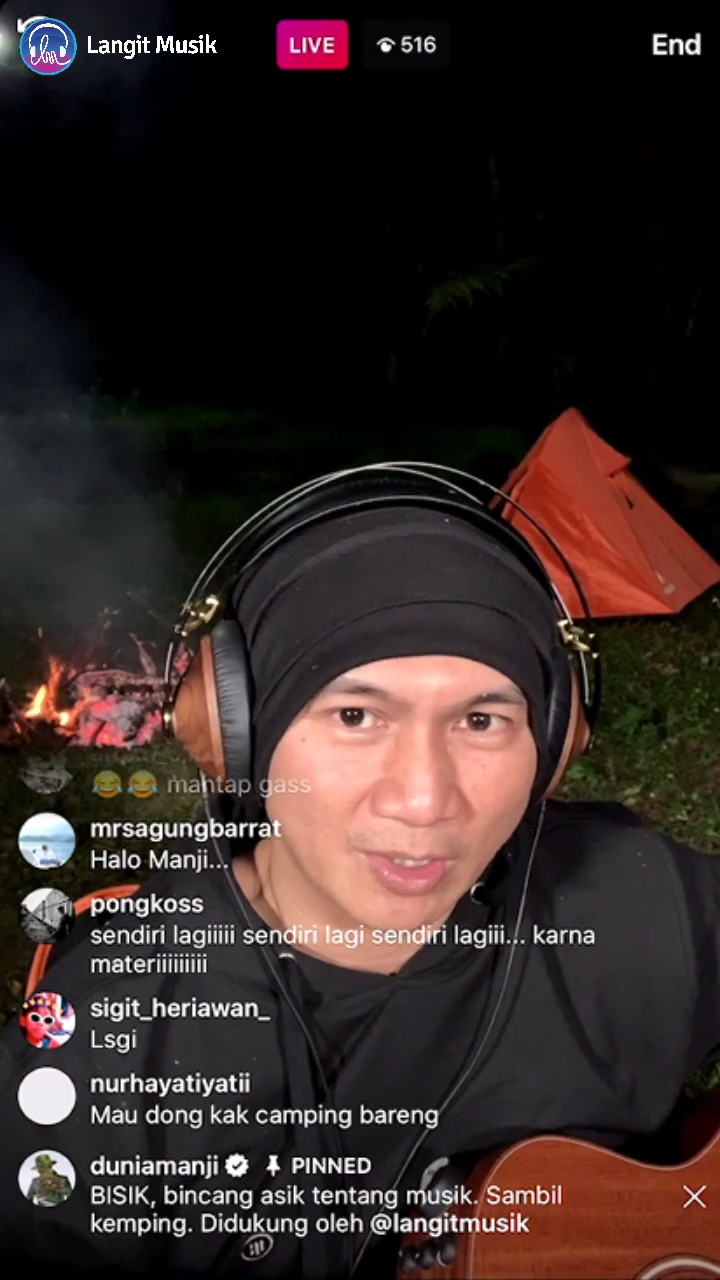 Langit Musik
LIVE
516
End
😂😂 mantap gass
mrsagungbarrat
Halo Manji...
pongkoss
sendiri lagiiiii sendiri lagi sendiri lagiii... karna
materiiiiiiiii
sigit_heriawan_
Lsgi
nurhayatiyatii
Mau dong kak camping bareng
duniamanji PINNED
BISIK, bincang asik tentang musik. Sambil
kemping. Didukung oleh @langitmusik